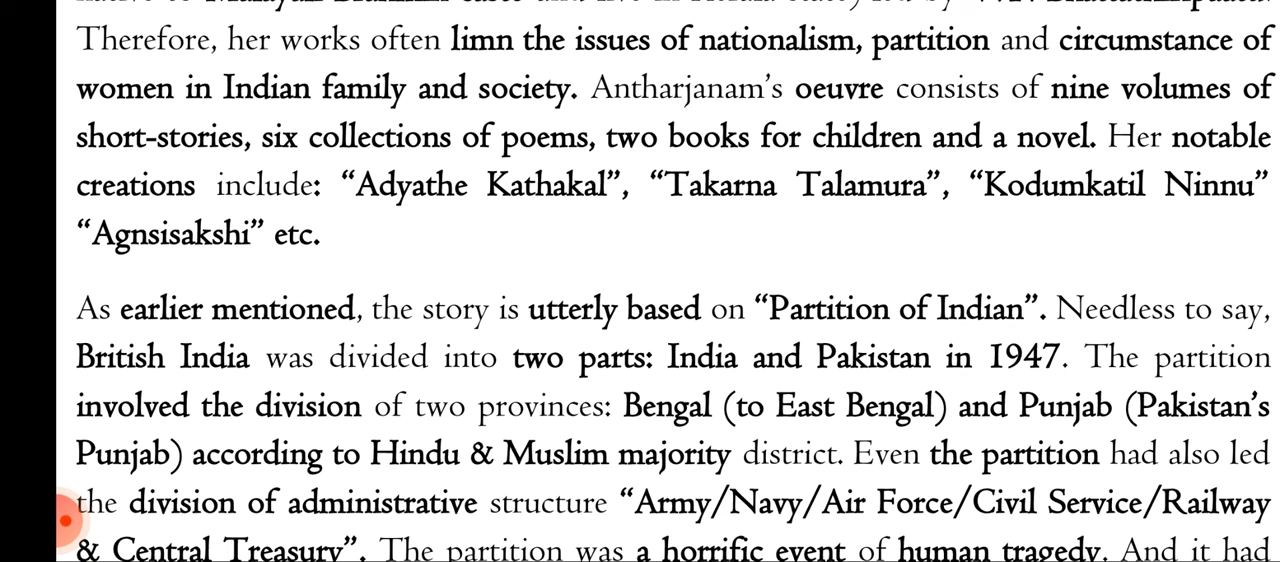 Therefore, her works often limn the issues of nationalism, partition and circumstance of
women in Indian family and society. Antharjanam’s oeuvre consists of nine volumes of
short-stories, six collections of poems, two books for children and a novel. Her notable
creations include: “Adyathe Kathakal”, “Takarna Talamura”, “Kodumkatil Ninnu”
“Agnsisakshi” etc.
As earlier mentioned, the story is utterly based on “Partition of Indian”. Needless to say,
British India was divided into two parts: India and Pakistan in 1947. The partition
involved the division of two provinces: Bengal (to East Bengal) and Punjab (Pakistan’s
Punjab) according to Hindu & Muslim majority district. Even the partition had also led
the division of administrative structure “Army/Navy/Air Force/Civil Service/Railway
& Central Treasury”. The partition was a horrific event of human tragedy. And it had